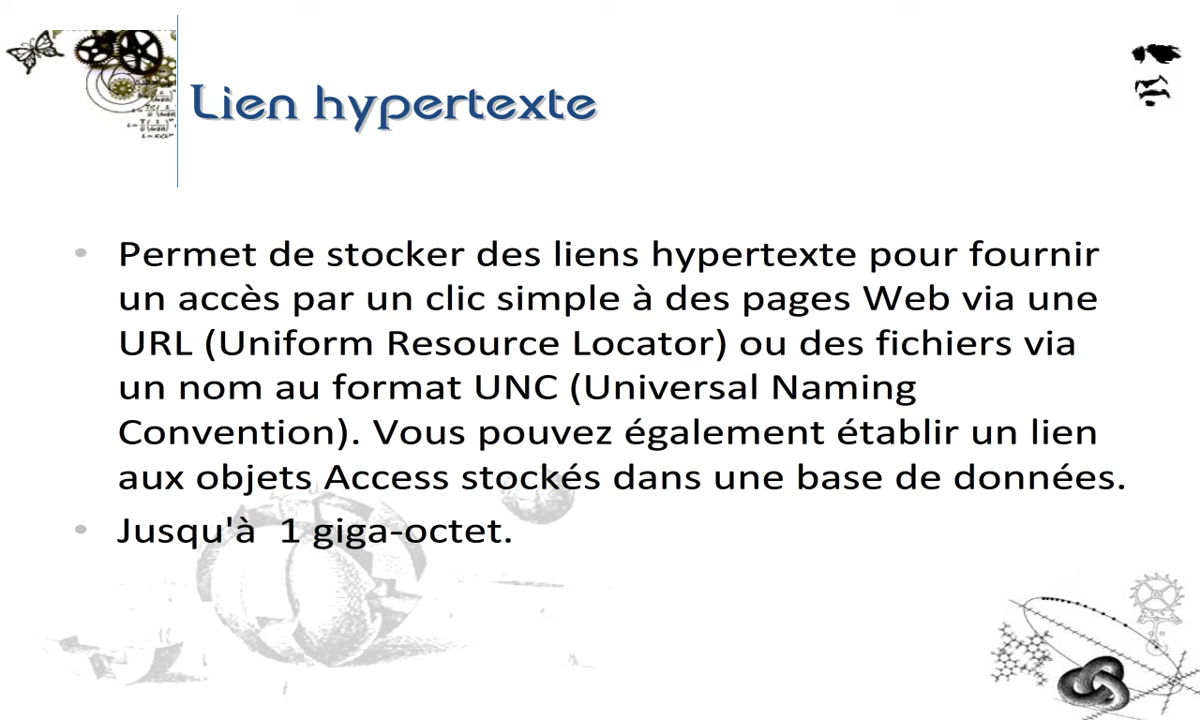 Lien hypertexte
• Permet de stocker des liens hypertexte pour fournir
un accès par un clic simple à des pages Web via une
URL (Uniform Resource Locator) ou des fichiers via
un nom au format UNC (Universal Naming
Convention). Vous pouvez également établir un lien
aux objets Access stockés dans une base de données.
• Jusqu'à  1 giga-octet.